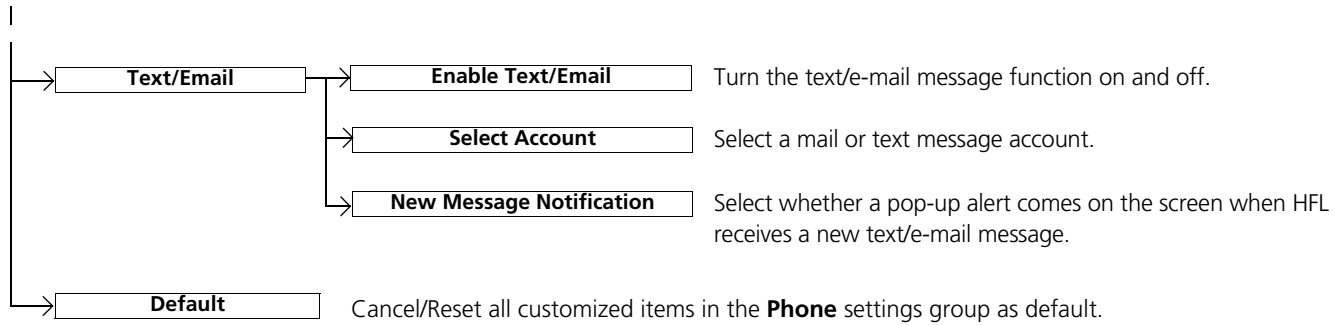 Text/Email
Enable Text/Email
Turn the text/e-mail message function on and off.
Select Account
Select a mail or text message account.
New Message Notification
Select whether a pop-up alert comes on the screen when HFL
receives a new text/e-mail message.
Default
Cancel/Reset all customized items in the Phone settings group as default.